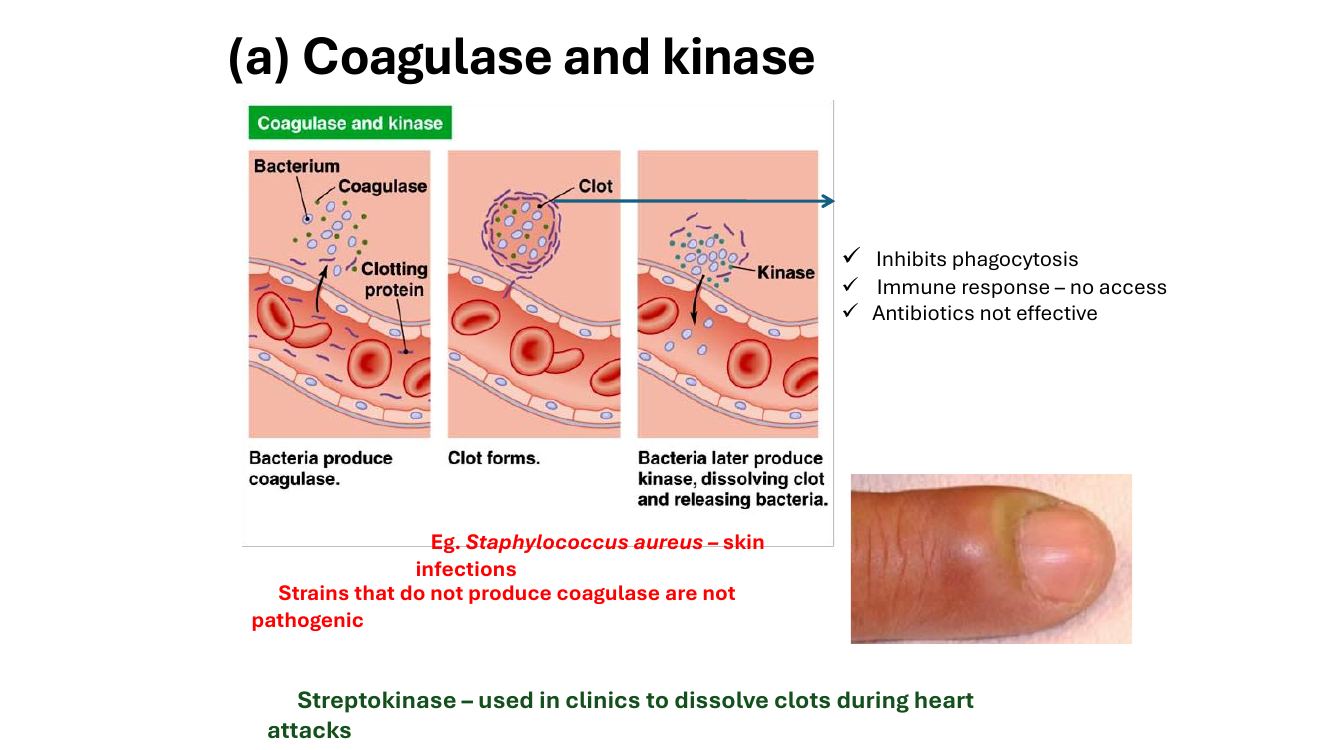 (a) Coagulase and kinase
Coagulase and kinase
Bacterium
Coagulase
Clotting
protein
Clot
Kinase
Bacteria produce
coagulase.
Clot forms.
Bacteria later produce
kinase, dissolving clot
and releasing bacteria.
✓ Inhibits phagocytosis
✓ Immune response – no access
✓ Antibiotics not effective
Eg. Staphylococcus aureus – skin
infections
Strains that do not produce coagulase are not
pathogenic
Streptokinase – used in clinics to dissolve clots during heart
attacks